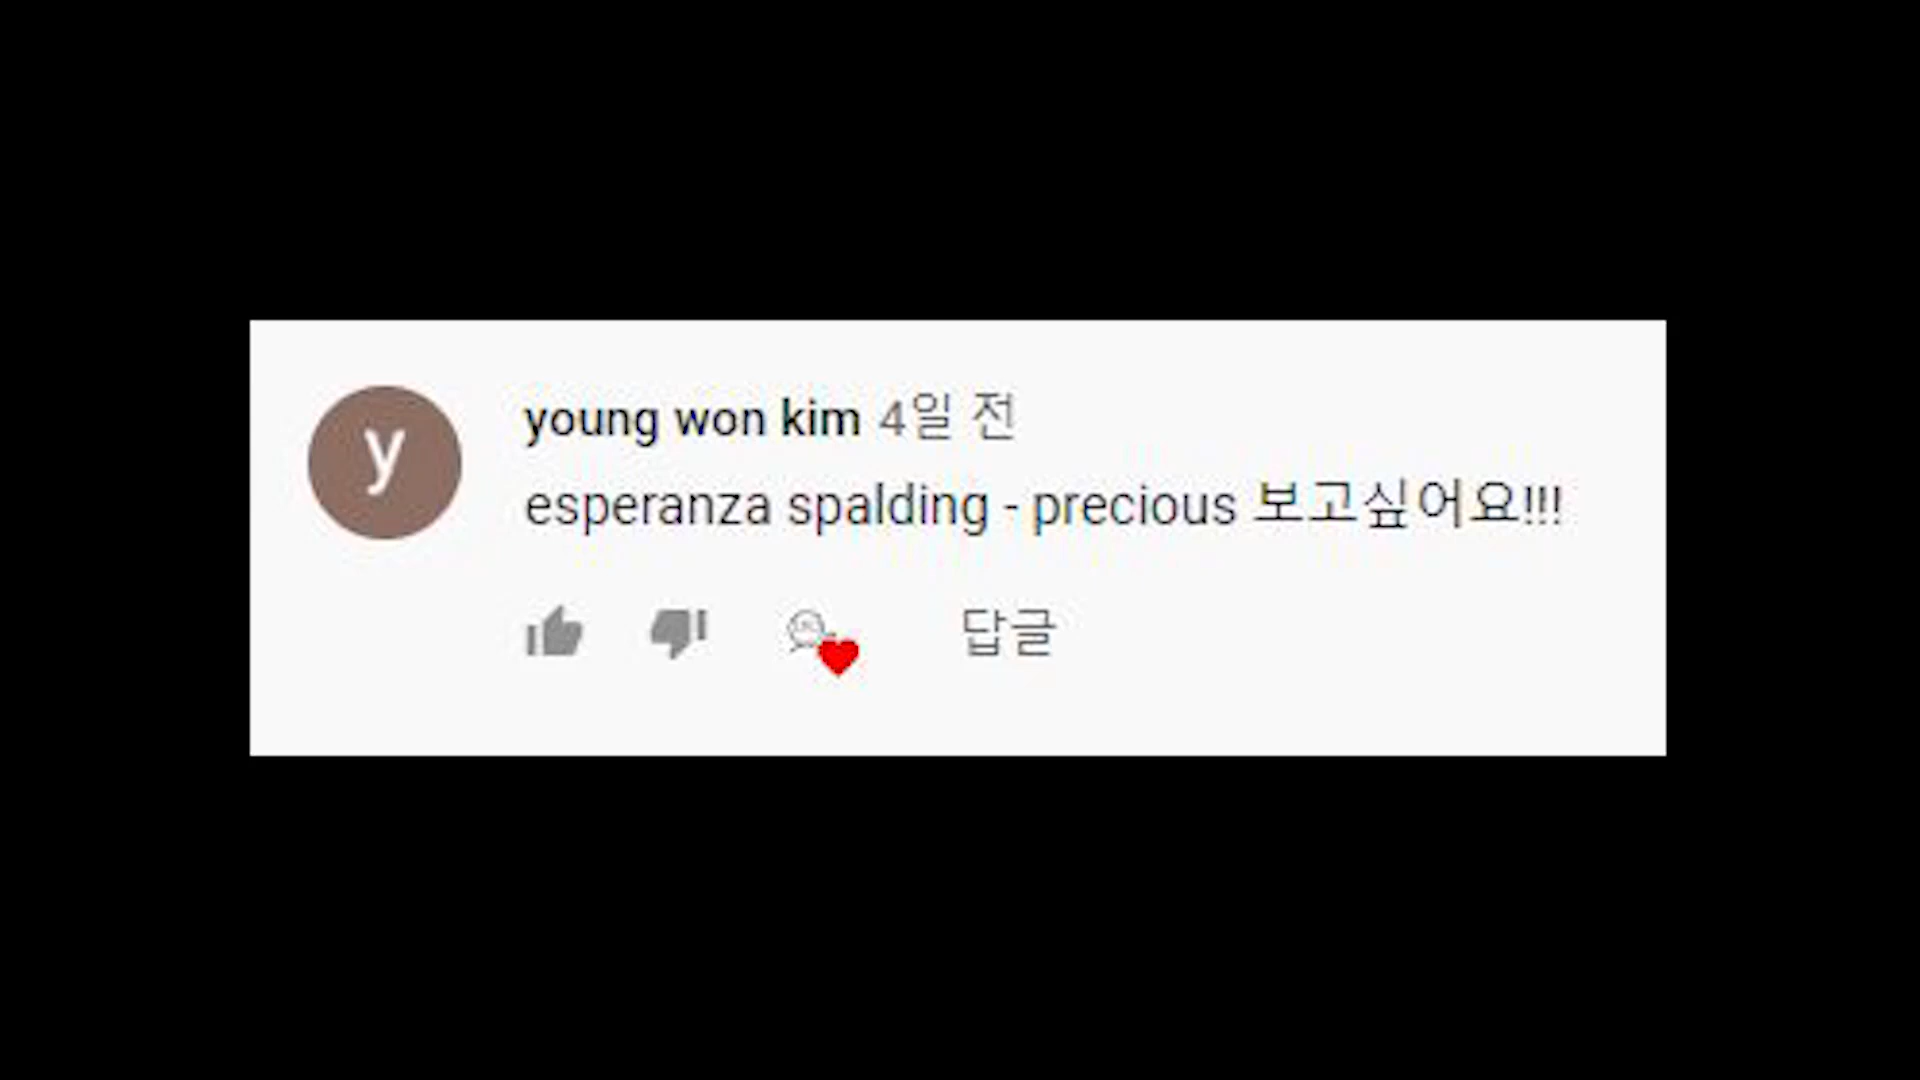 y
young won kim 4일 전
esperanza spalding - precious 보고싶어요!!!
답글